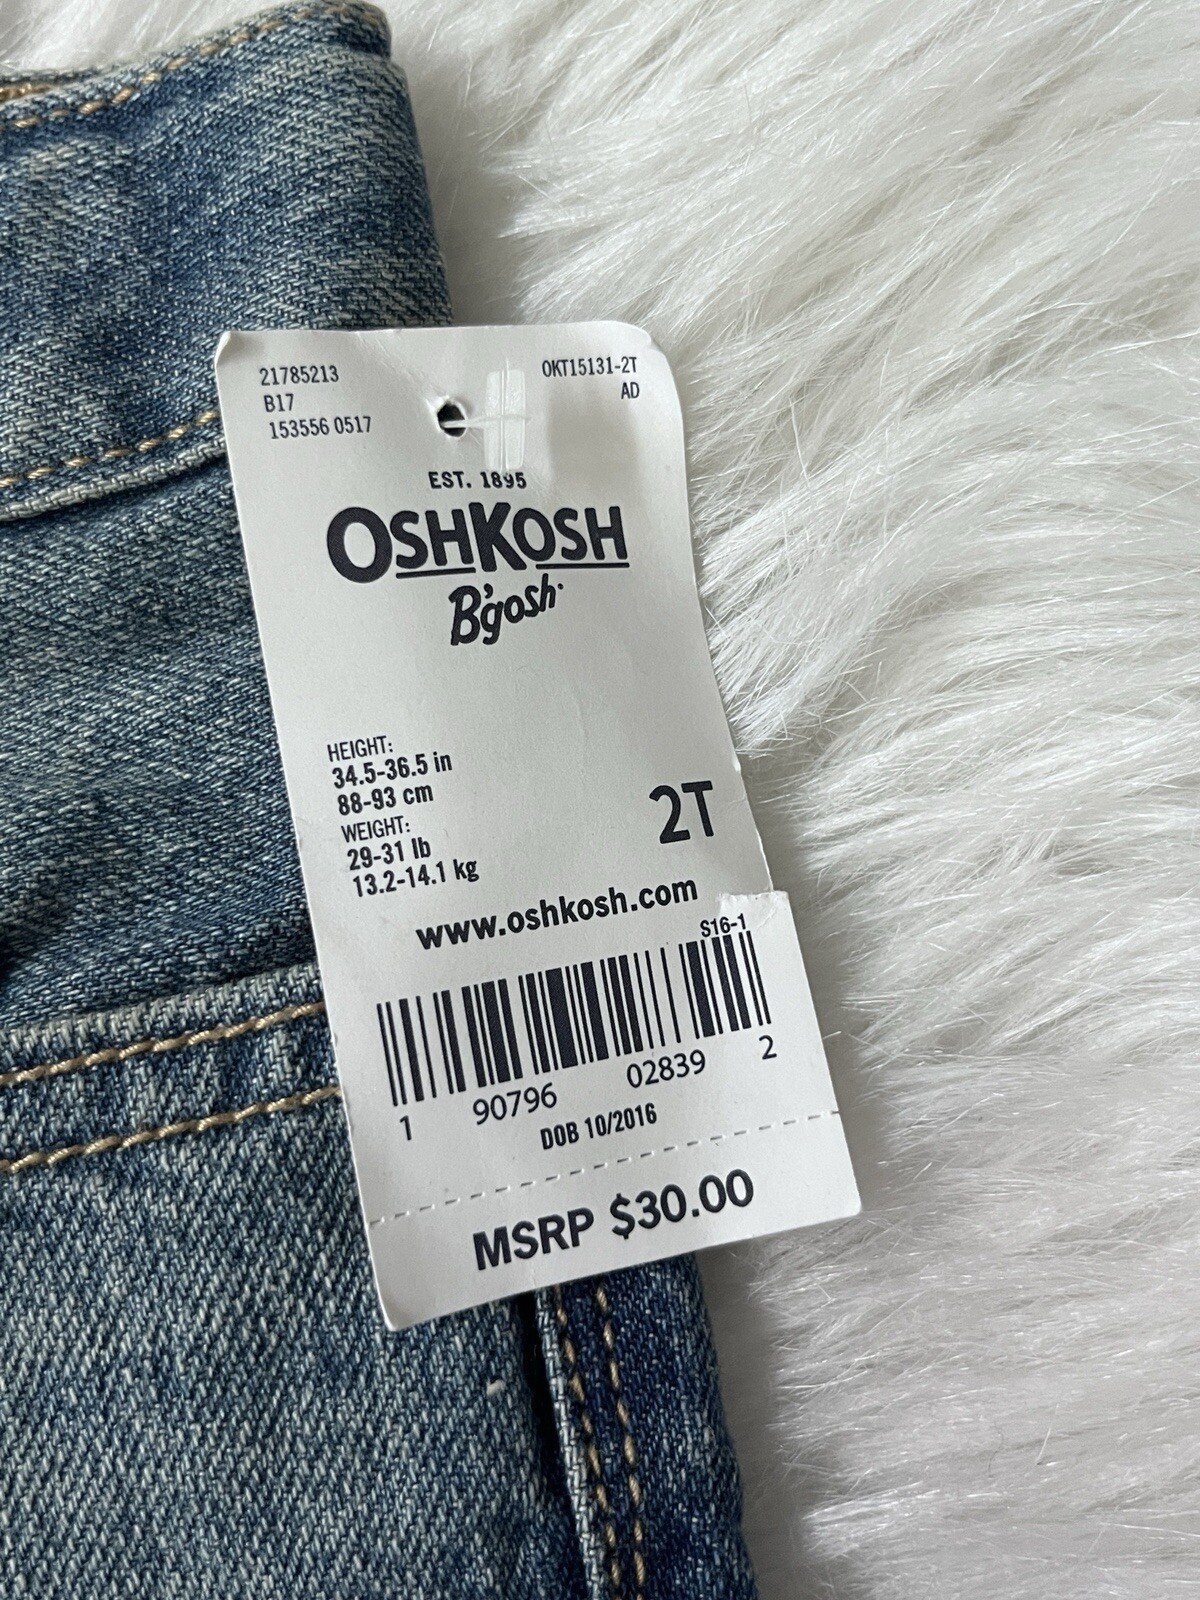 21785213
B17
153556 0517
OKT15131-2T
AD
EST. 1895
OSHKOSH
B'gosh
HEIGHT:
34.5-36.5 in
88-93 cm
WEIGHT:
29-31 lb
13.2-14.1 kg
2T
www.oshkosh.com
S16-1
1 90796 02839 2
DOB 10/2016
MSRP $30.00